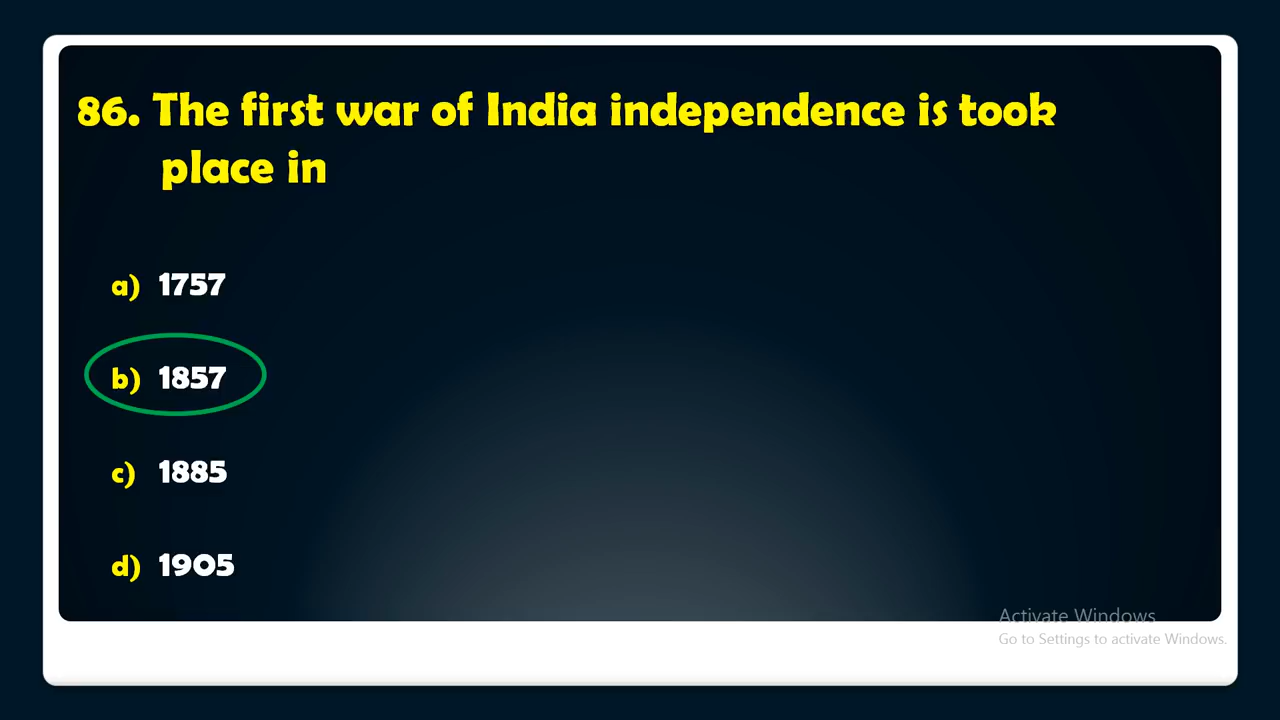 86. The first war of India independence is took
place in
a) 1757
b) 1857
c) 1885
d) 1905
Activate Windows
Go to Settings to activate Windows.